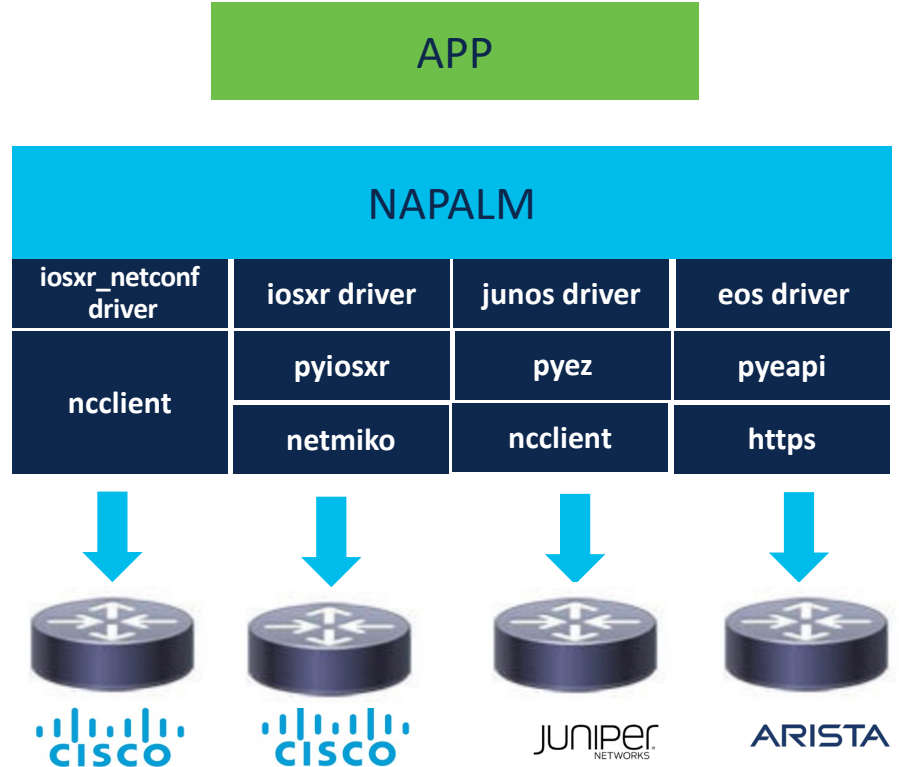 APP
NAPALM
iosxr_netconf
driver
iosxr driver
junos driver
eos driver
ncclient
pyiosxr
pyez
pyeapi
netmiko
ncclient
https
CISCO
CISCO
JUNIPER
NETWORKS
ARISTA